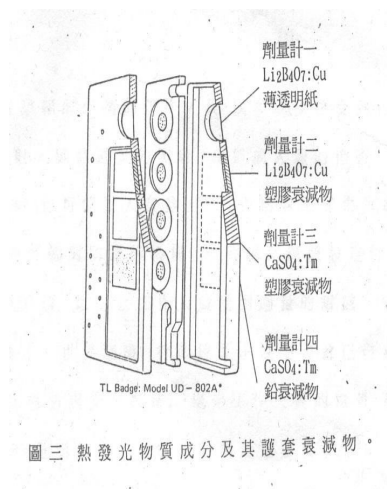 劑量計一
Li2B4O7:Cu
薄透明紙
劑量計二
Li2B4O7:Cu
塑膠衰減物
劑量計三
CaSO4:Tm
塑膠衰減物
劑量計四
CaSO4:Tm
鉛衰減物
TL Badge: Model UD-802A*
圖三 熱發光物質成分及其護套衰減物。